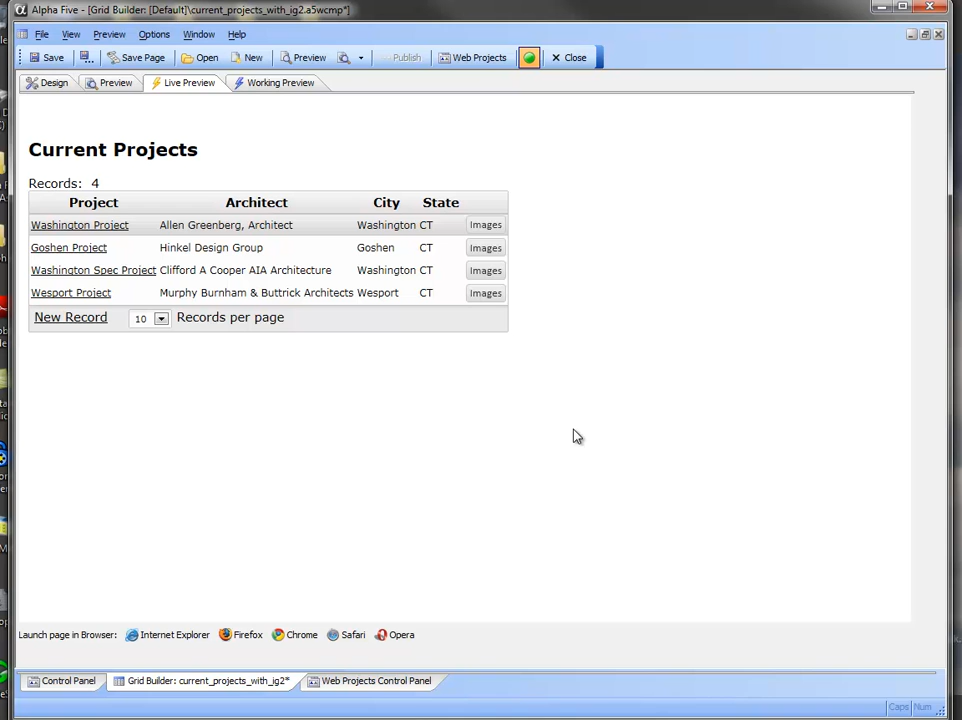 Alpha Five - [Grid Builder: [Default]\current_projects_with_ig2.a5wcmp*]
File View Preview Options Window Help
Save Save Page Open New Preview Publish Web Projects Close
Design Preview Live Preview Working Preview
Current Projects
Records: 4
Project Architect City State
Washington Project Allen Greenberg, Architect Washington CT Images
Goshen Project Hinkel Design Group Goshen CT Images
Washington Spec Project Clifford A Cooper AIA Architecture Washington CT Images
Wesport Project Murphy Burnham & Buttrick Architects Wesport CT Images
New Record 10 Records per page
Launch page in Browser: Internet Explorer Firefox Chrome Safari Opera
Control Panel Grid Builder: current_projects_with_ig2* Web Projects Control Panel
Caps Num